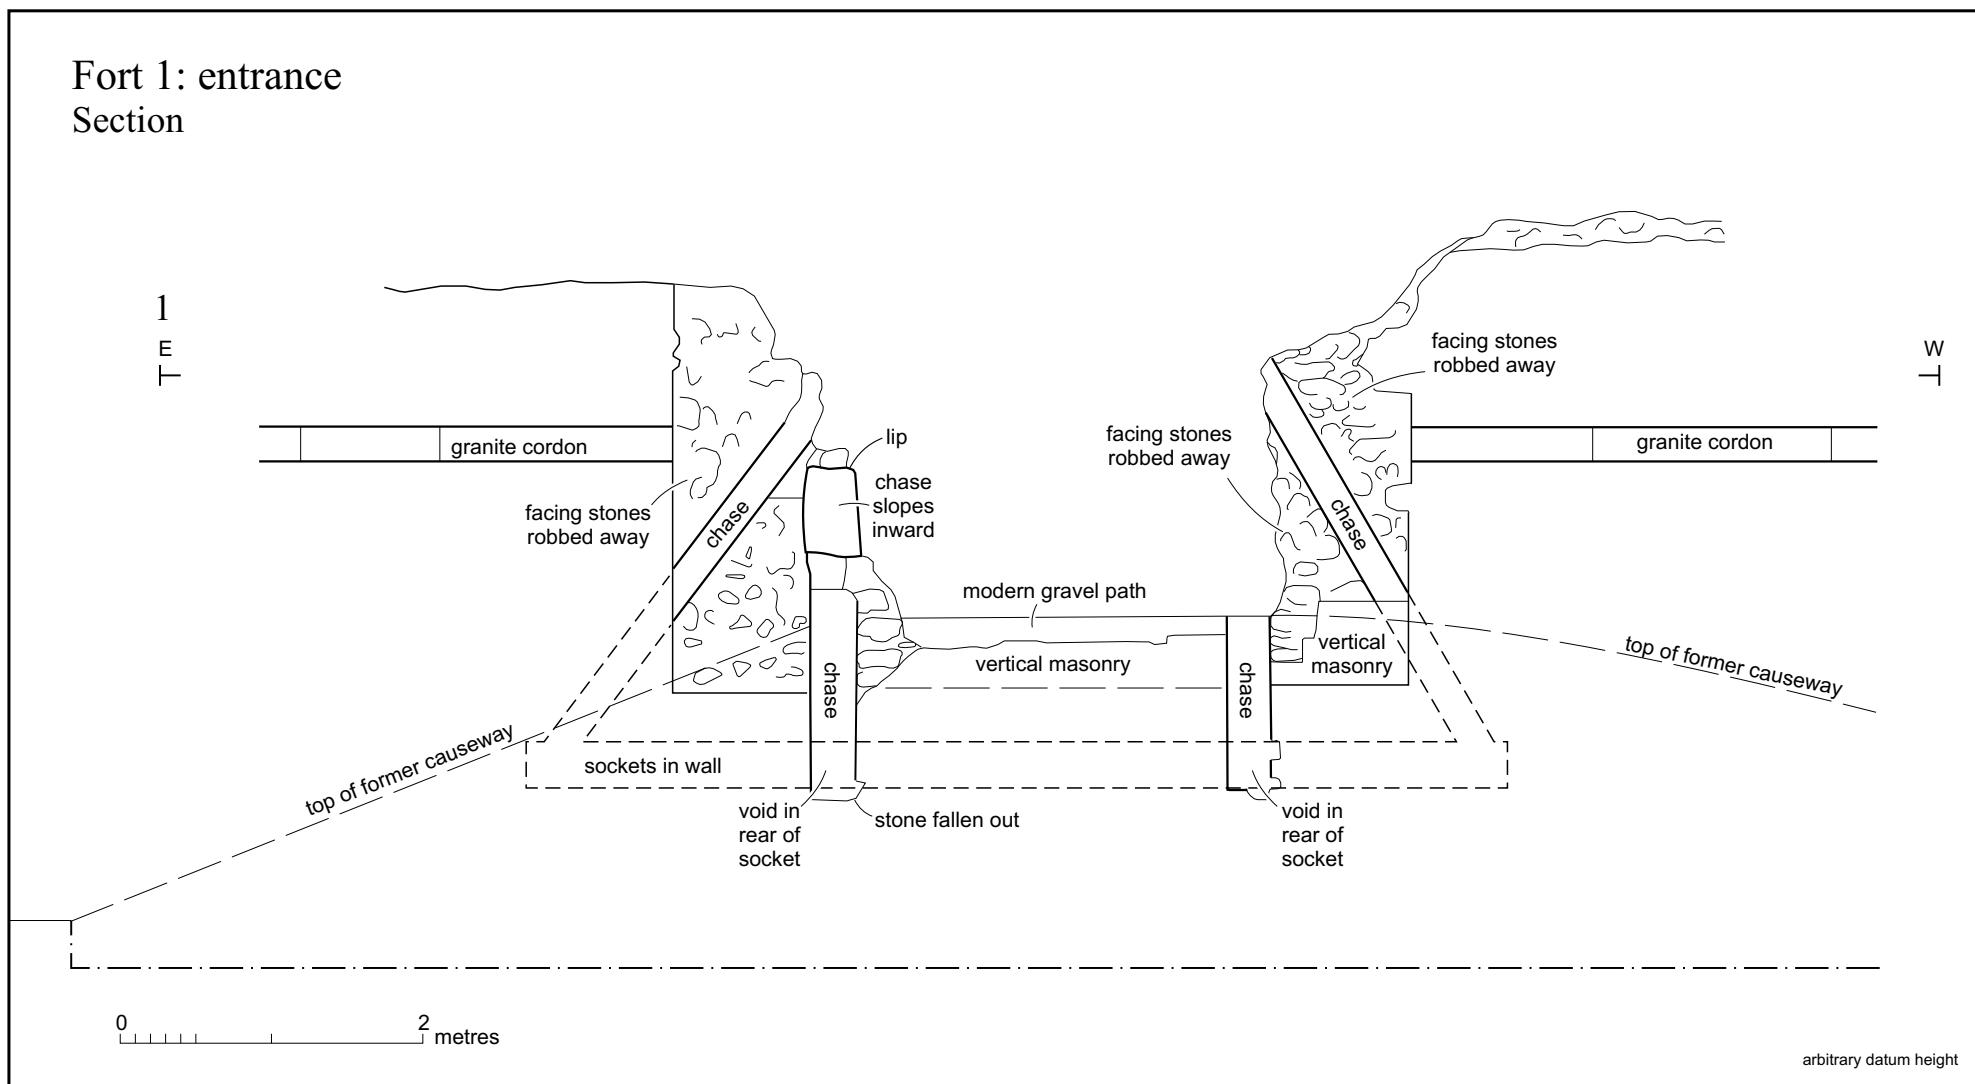 Fort 1: entrance
Section
1
E
W
facing stones
robbed away
granite cordon
granite cordon
facing stones
robbed away
lip
chase
slopes
inward
facing stones
robbed away
chase
chase
modern gravel path
vertical masonry
vertical
masonry
chase
chase
top of former causeway
top of former causeway
sockets in wall
void in
rear of
socket
stone fallen out
void in
rear of
socket
0
2
metres
arbitrary datum height